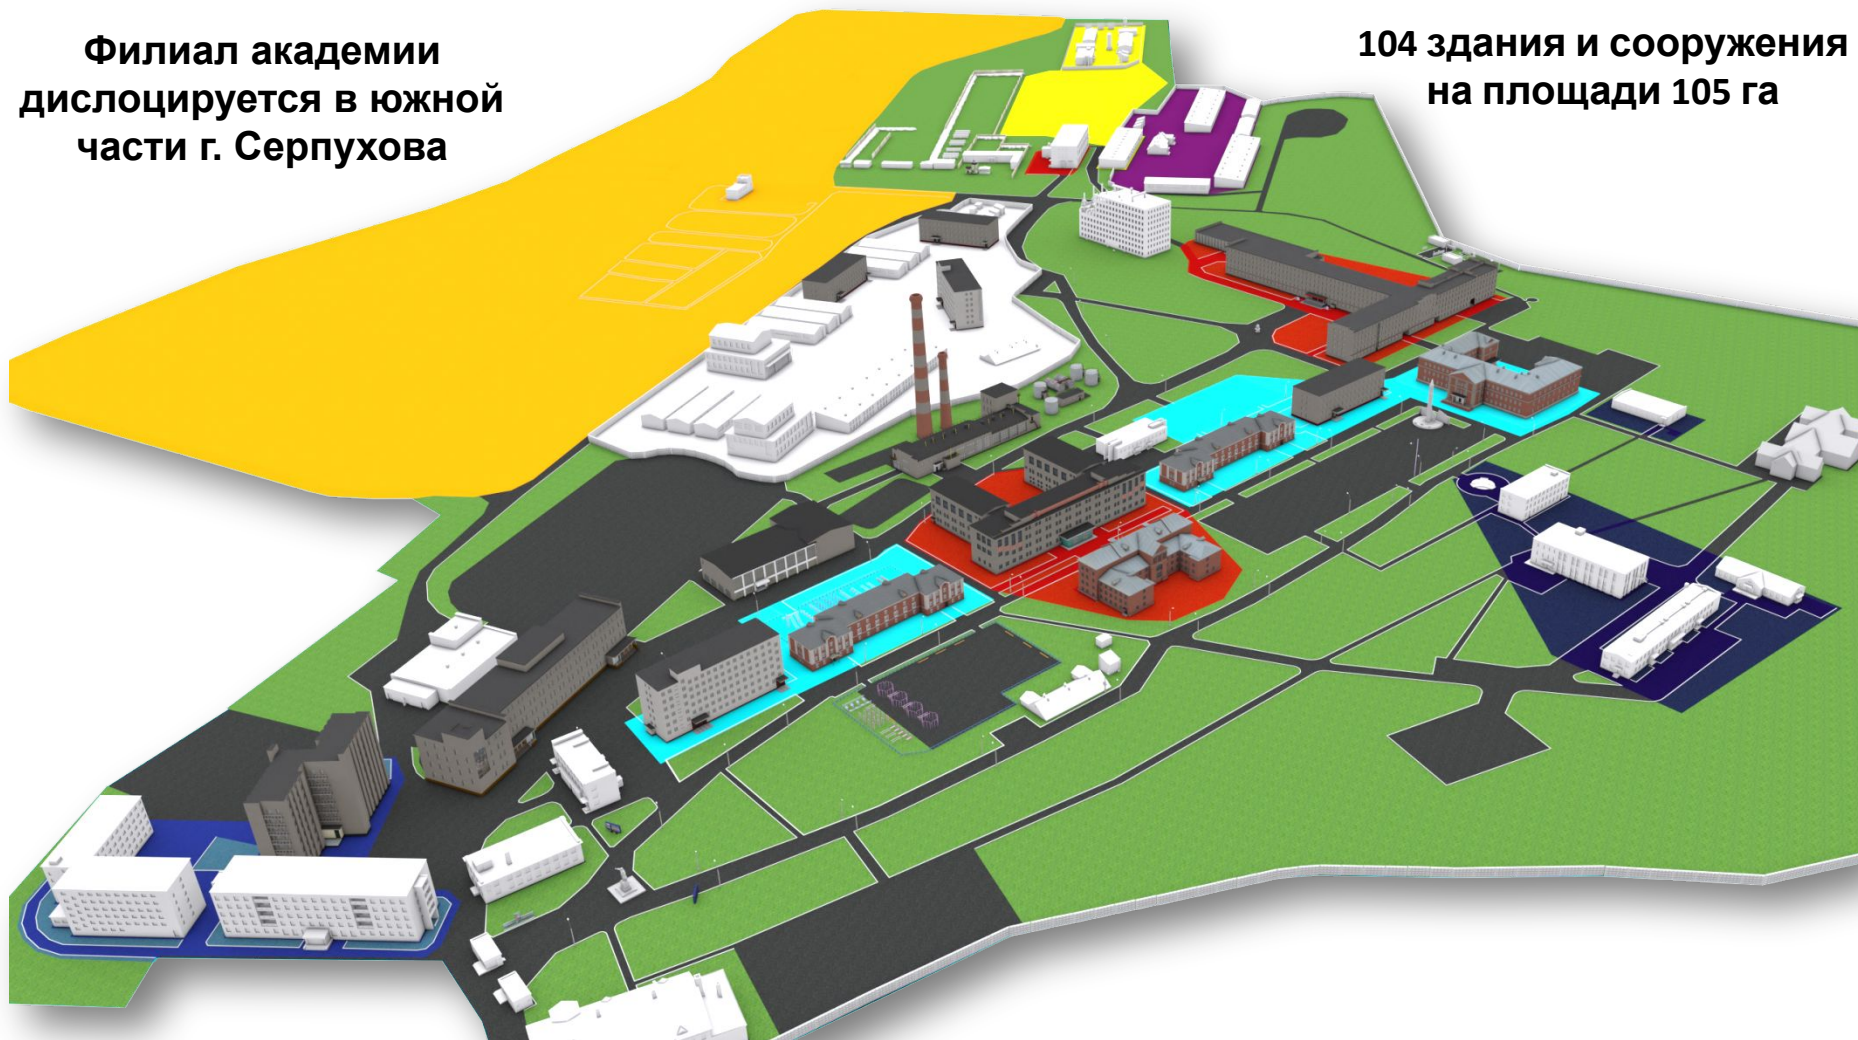 Филиал академии
дислоцируется в южной
части г. Серпухова
104 здания и сооружения
на площади 105 га